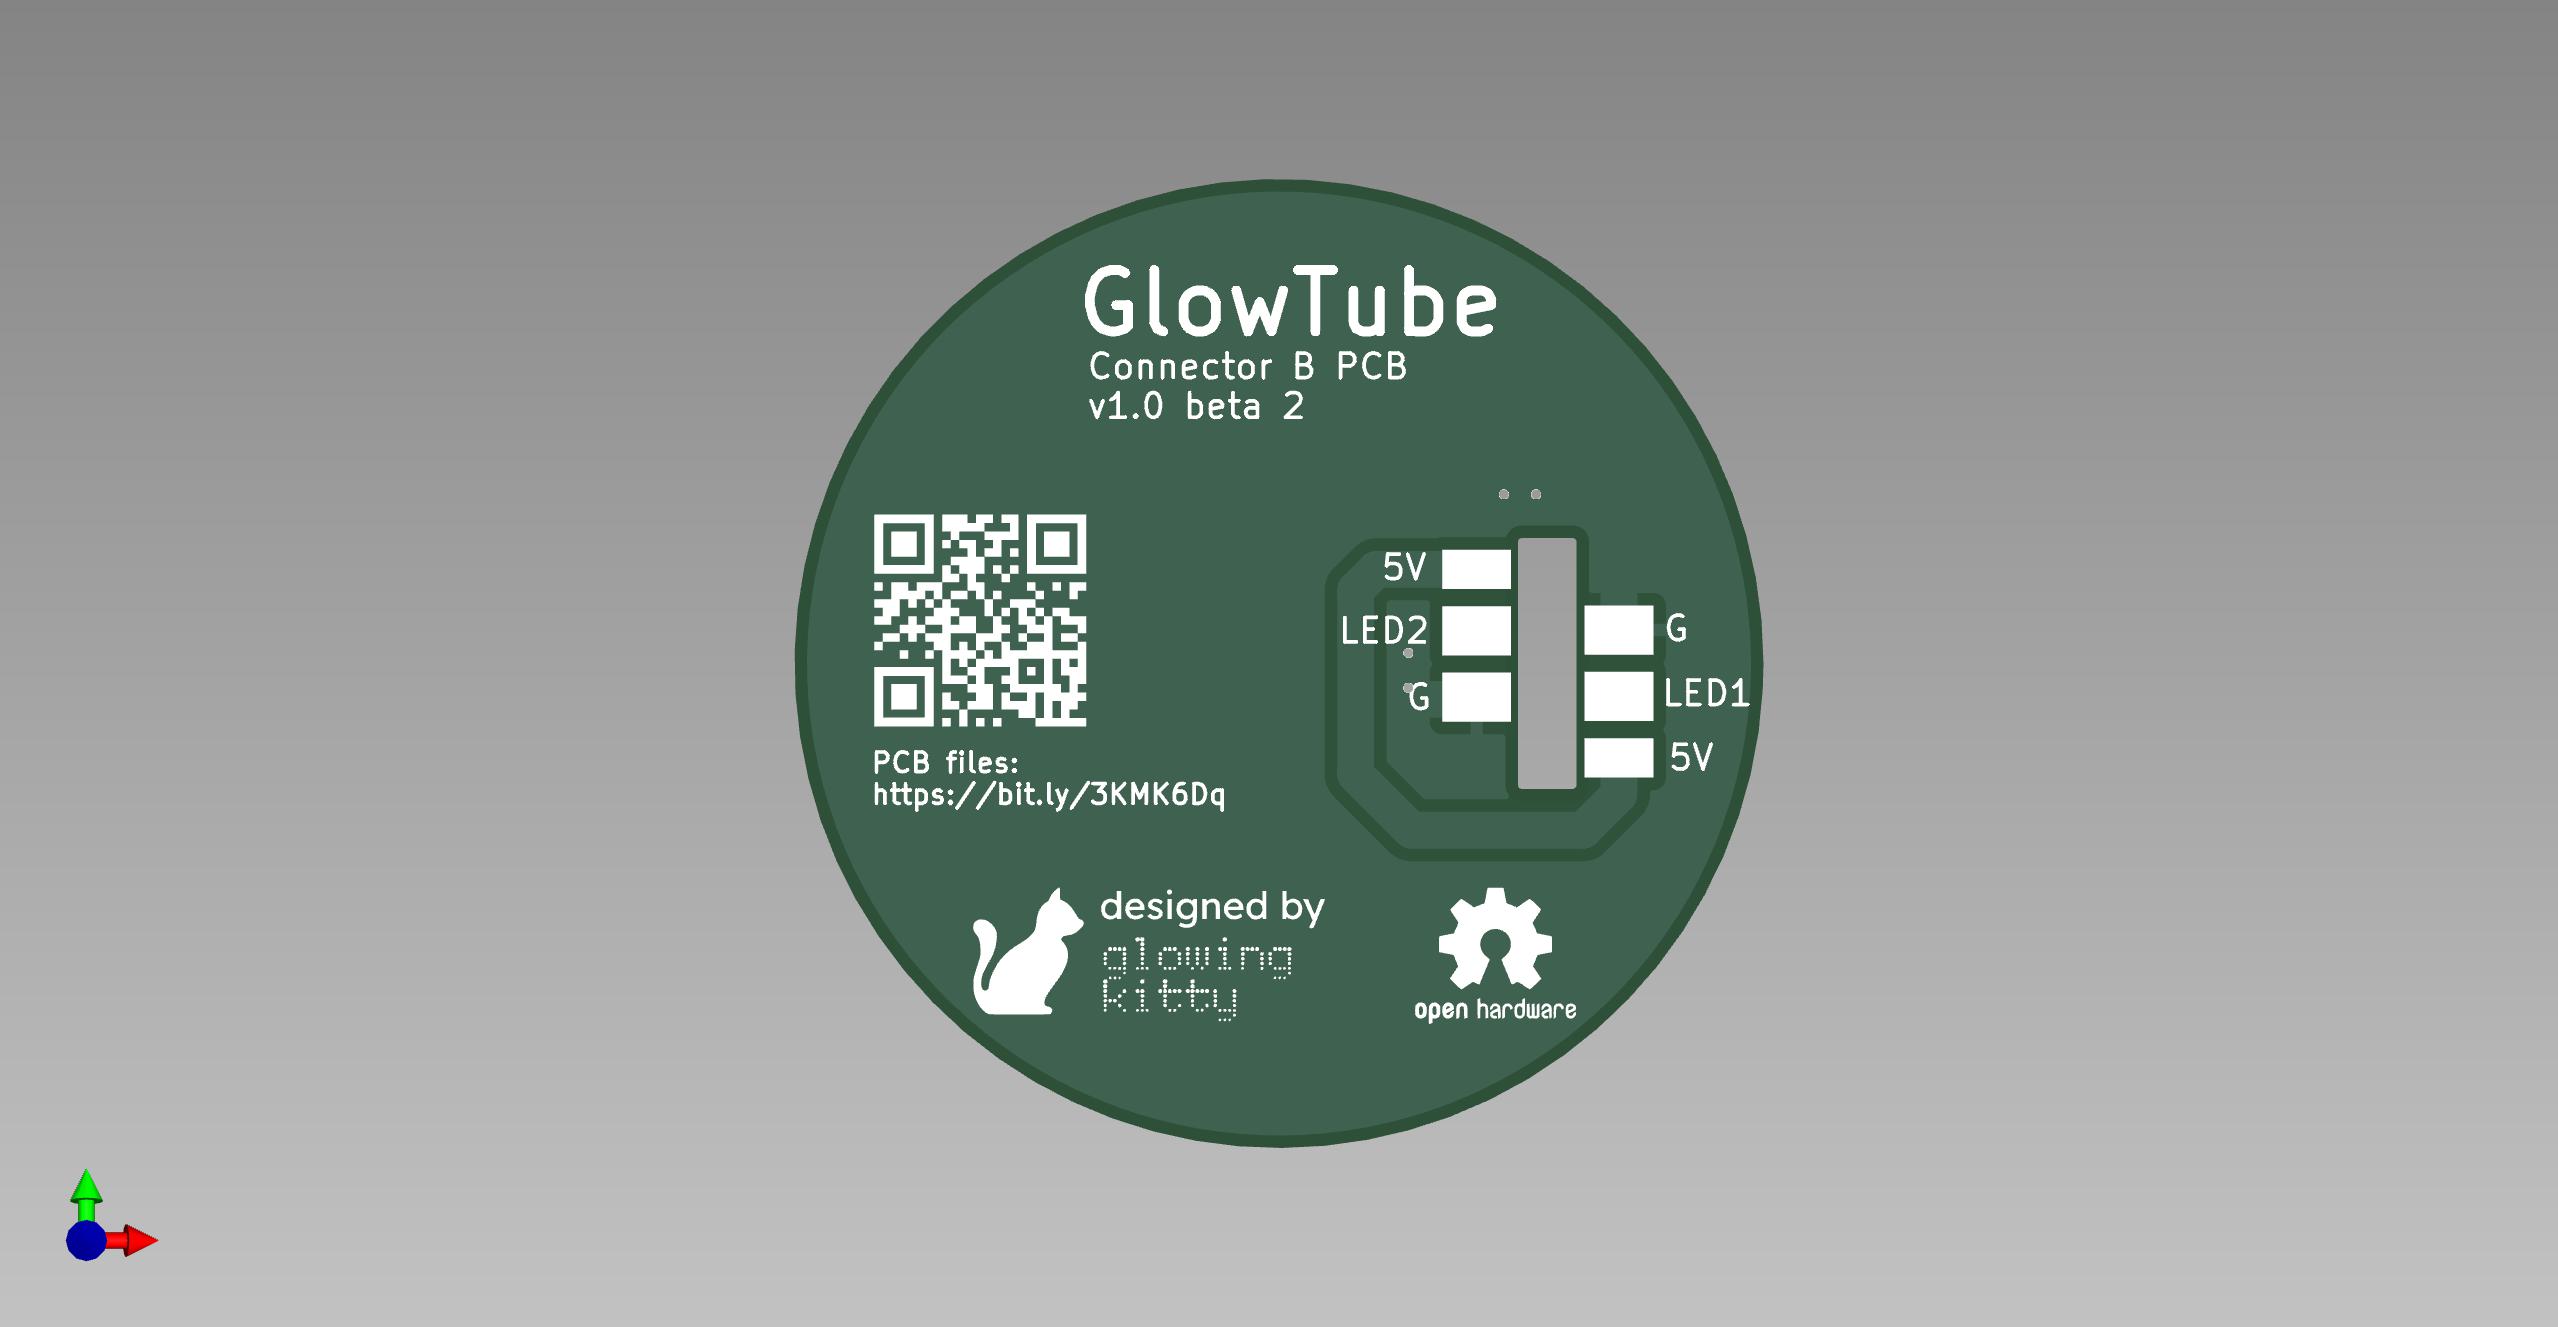 GlowTube
Connector B PCB
v1.0 beta 2
5V
LED2
G
G
LED1
5V
PCB files:
https://bit.ly/3KMK6Dq
designed by
glowing
kitty
open hardware